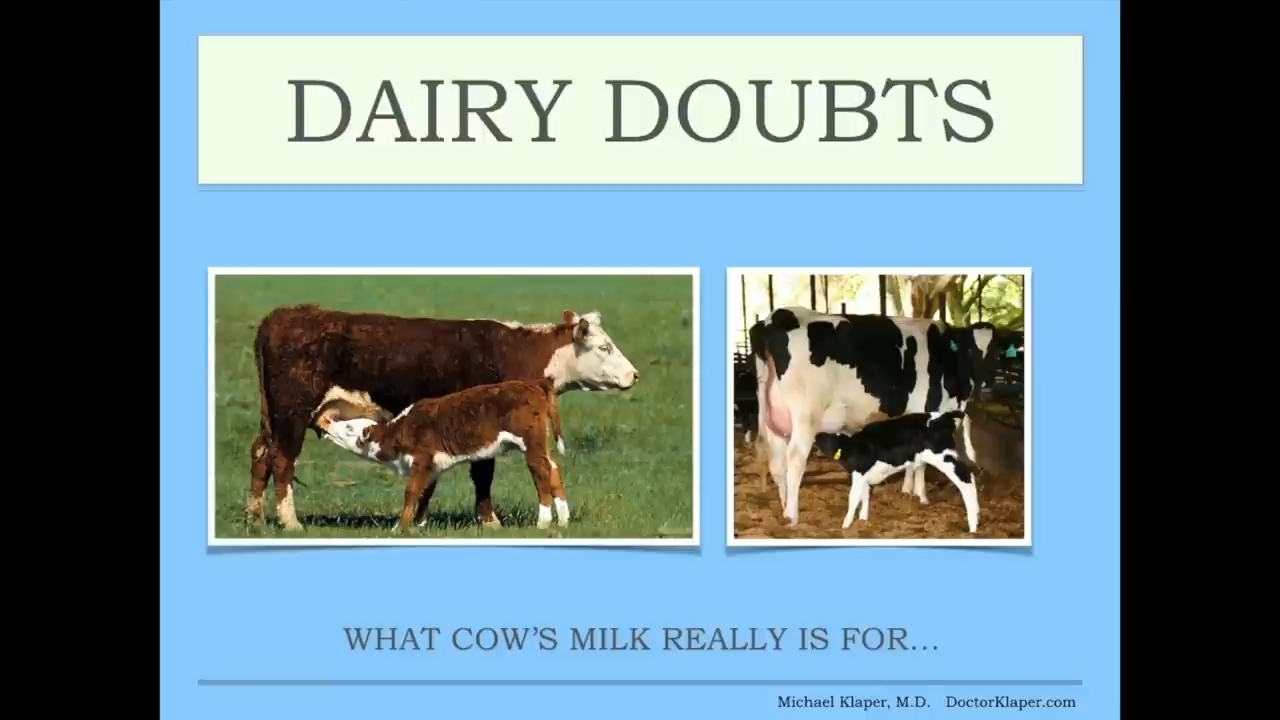 DAIRY DOUBTS
WHAT COW'S MILK REALLY IS FOR...
Michael Klaper, M.D. DoctorKlaper.com